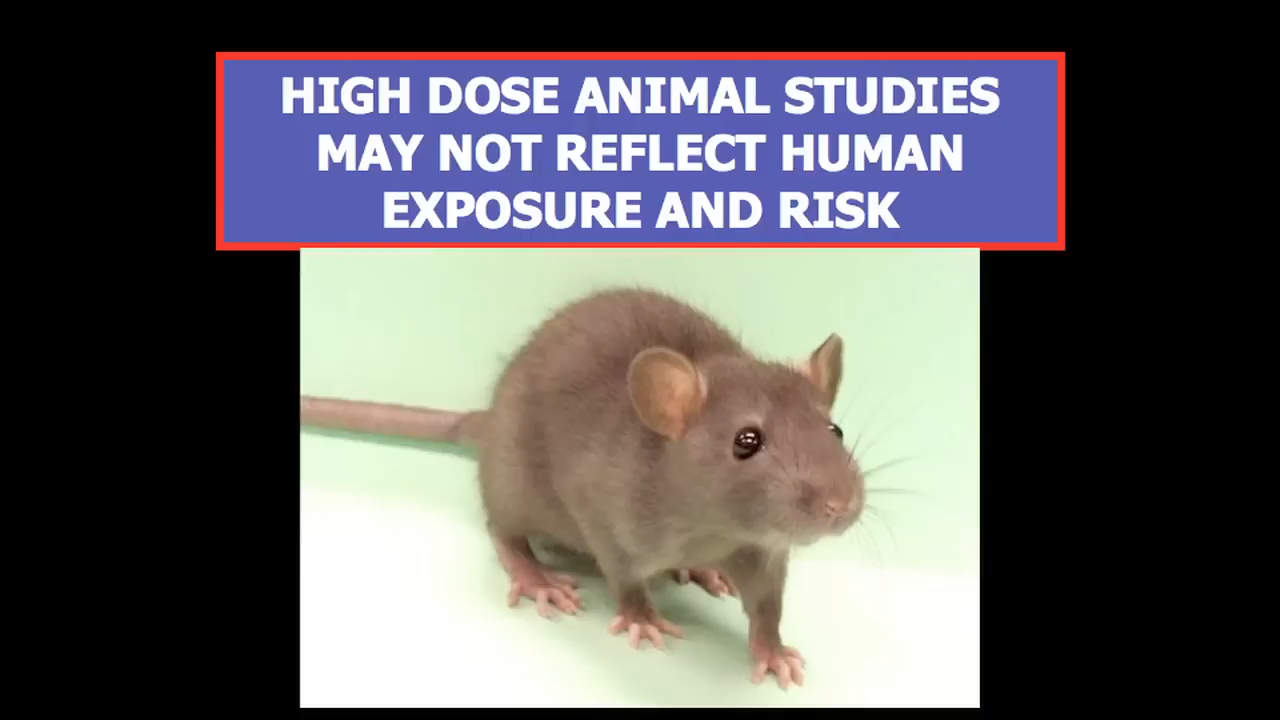 HIGH DOSE ANIMAL STUDIES
MAY NOT REFLECT HUMAN
EXPOSURE AND RISK